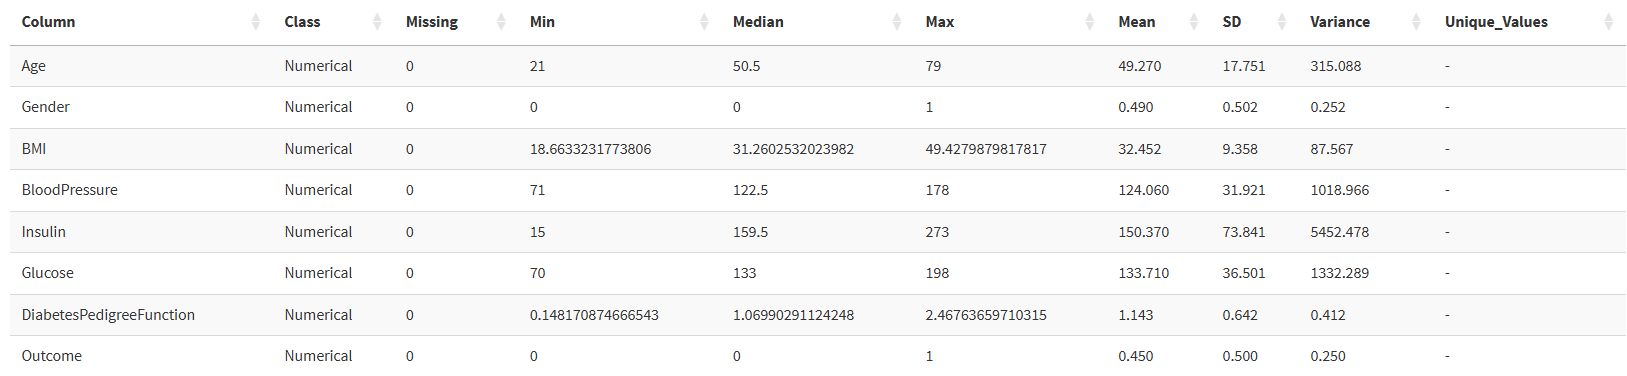 Column Class Missing Min Median Max Mean SD Variance Unique_Values
Age Numerical 0 21 50.5 79 49.270 17.751 315.088 -
Gender Numerical 0 0 0 1 0.490 0.502 0.252 -
BMI Numerical 0 18.6633231773806 31.2602532023982 49.4279879817817 32.452 9.358 87.567 -
BloodPressure Numerical 0 71 122.5 178 124.060 31.921 1018.966 -
Insulin Numerical 0 15 159.5 273 150.370 73.841 5452.478 -
Glucose Numerical 0 70 133 198 133.710 36.501 1332.289 -
DiabetesPedigreeFunction Numerical 0 0.148170874666543 1.06990291124248 2.46763659710315 1.143 0.642 0.412 -
Outcome Numerical 0 0 0 1 0.450 0.500 0.250 -